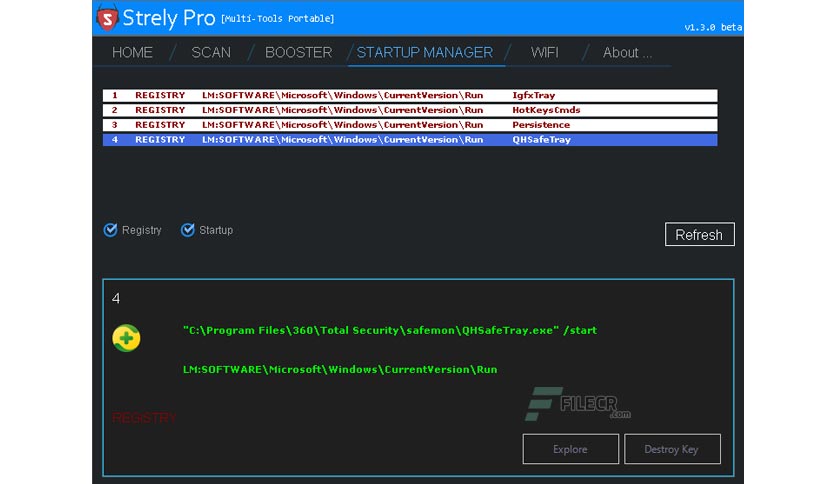 Strely Pro [Multi-Tools Portable]
v1.3.0 beta
HOME / SCAN / BOOSTER / STARTUP MANAGER / WIFI / About ...
1 REGISTRY LM:SOFTWARE\Microsoft\Windows\CurrentVersion\Run IgfxTray
2 REGISTRY LM:SOFTWARE\Microsoft\Windows\CurrentVersion\Run HotKeysCmds
3 REGISTRY LM:SOFTWARE\Microsoft\Windows\CurrentVersion\Run Persistence
4 REGISTRY LM:SOFTWARE\Microsoft\Windows\CurrentVersion\Run QHSafeTray
Registry Startup
Refresh
4
"C:\Program Files\360\Total Security\safemon\QHSafeTray.exe" /start
LM:SOFTWARE\Microsoft\Windows\CurrentVersion\Run
FILECR.com
REGISTRY
Explore Destroy Key